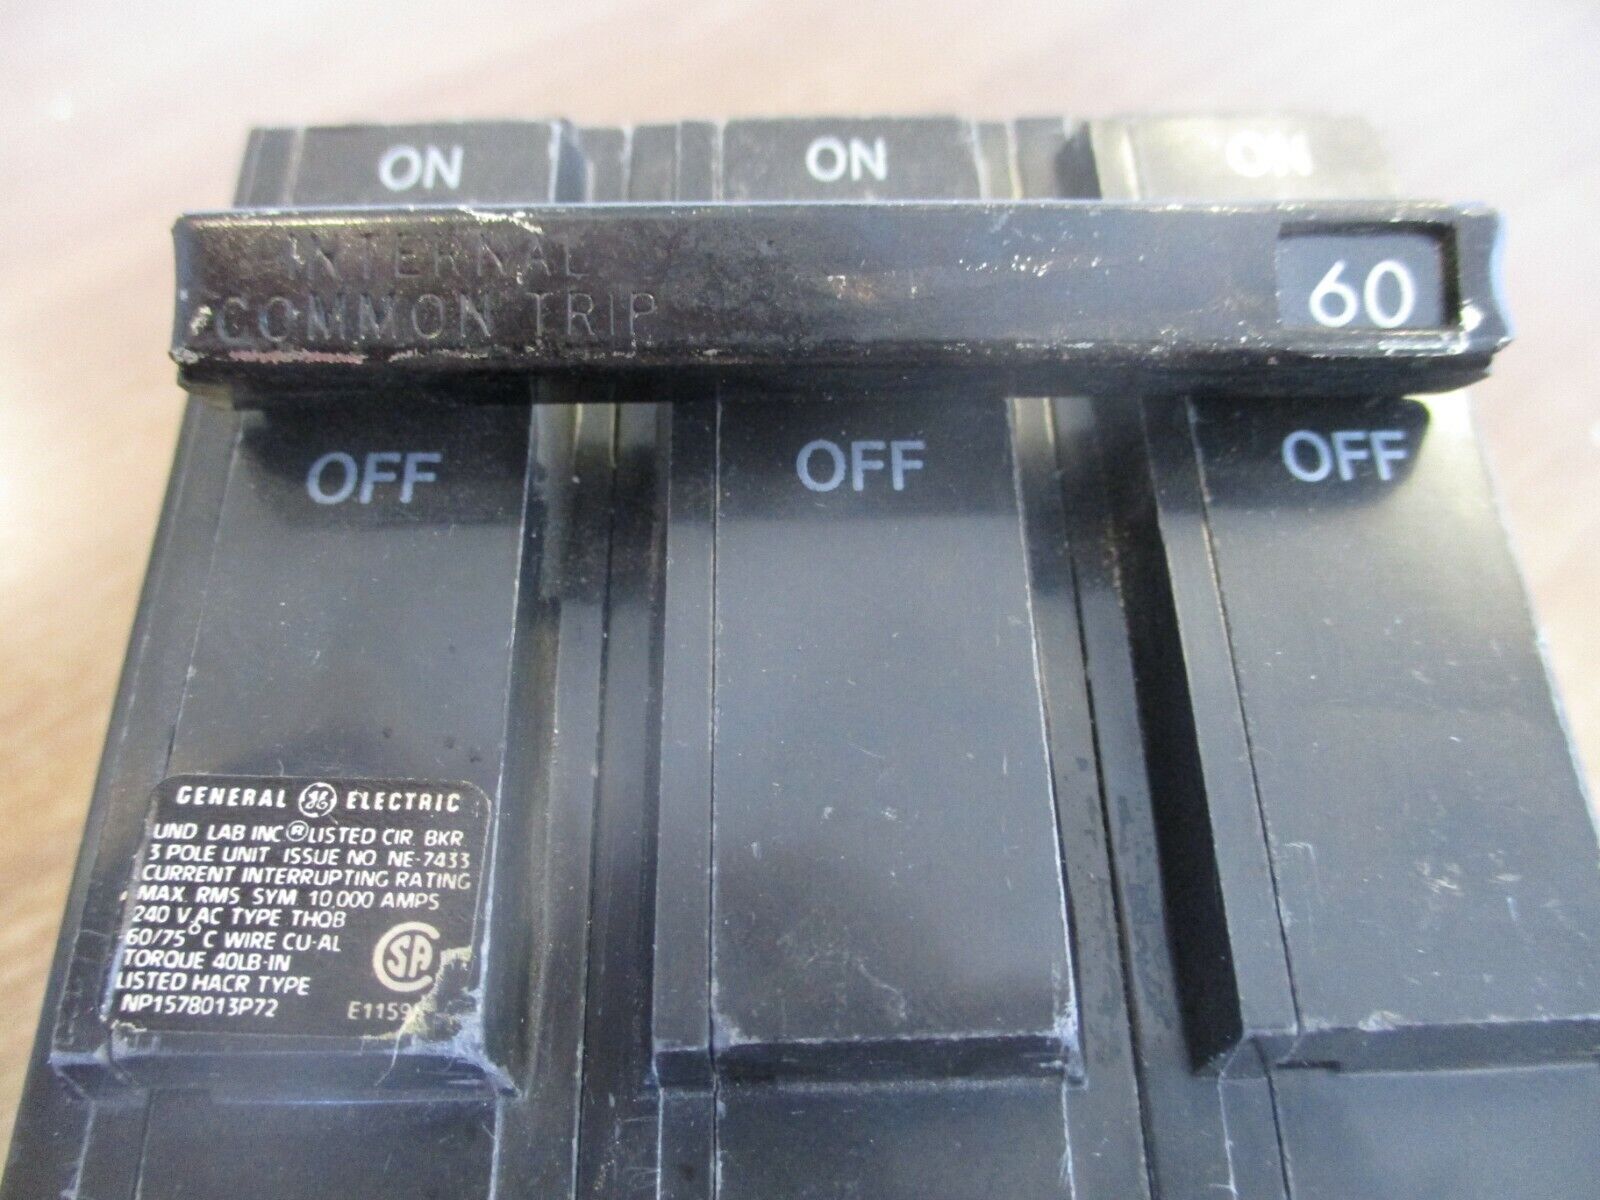 ON ON ON
INTERNAL
COMMON TRIP
60
OFF OFF OFF
GENERAL GE ELECTRIC
UND LAB INC® LISTED CIR. BKR
3 POLE UNIT ISSUE NO. NE-7433
CURRENT INTERRUPTING RATING
MAX. RMS SYM 10,000 AMPS
240 V AC TYPE THQB
60/75°C WIRE CU-AL
TORQUE 40LB-IN
LISTED HACR TYPE
NP1578013P72
SA